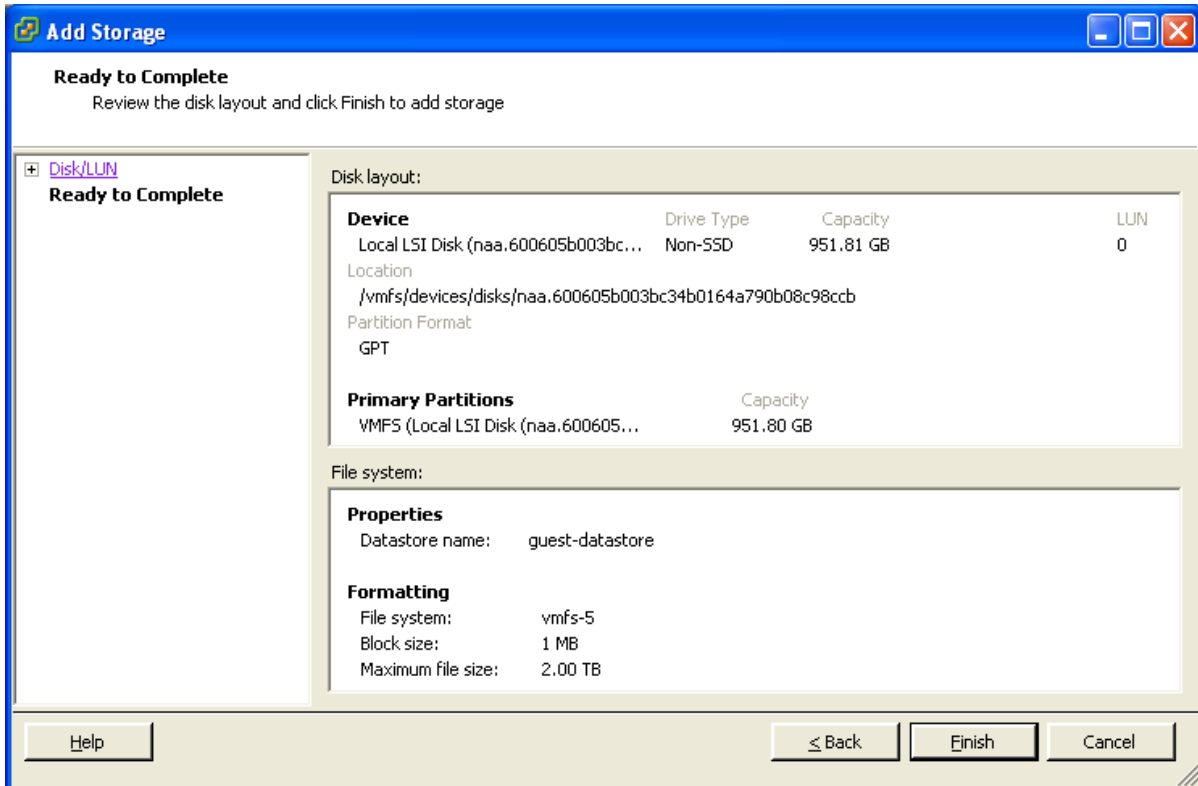 Add Storage
Ready to Complete
Review the disk layout and click Finish to add storage
Disk/LUN
Ready to Complete
Disk layout:
Device Drive Type Capacity LUN
Local LSI Disk (naa.600605b003bc... Non-SSD 951.81 GB 0
Location
/vmfs/devices/disks/naa.600605b003bc34b0164a790b08c98ccb
Partition Format
GPT
Primary Partitions Capacity
VMFS (Local LSI Disk (naa.600605... 951.80 GB
File system:
Properties
Datastore name: guest-datastore
Formatting
File system: vmfs-5
Block size: 1 MB
Maximum file size: 2.00 TB
Help < Back Finish Cancel